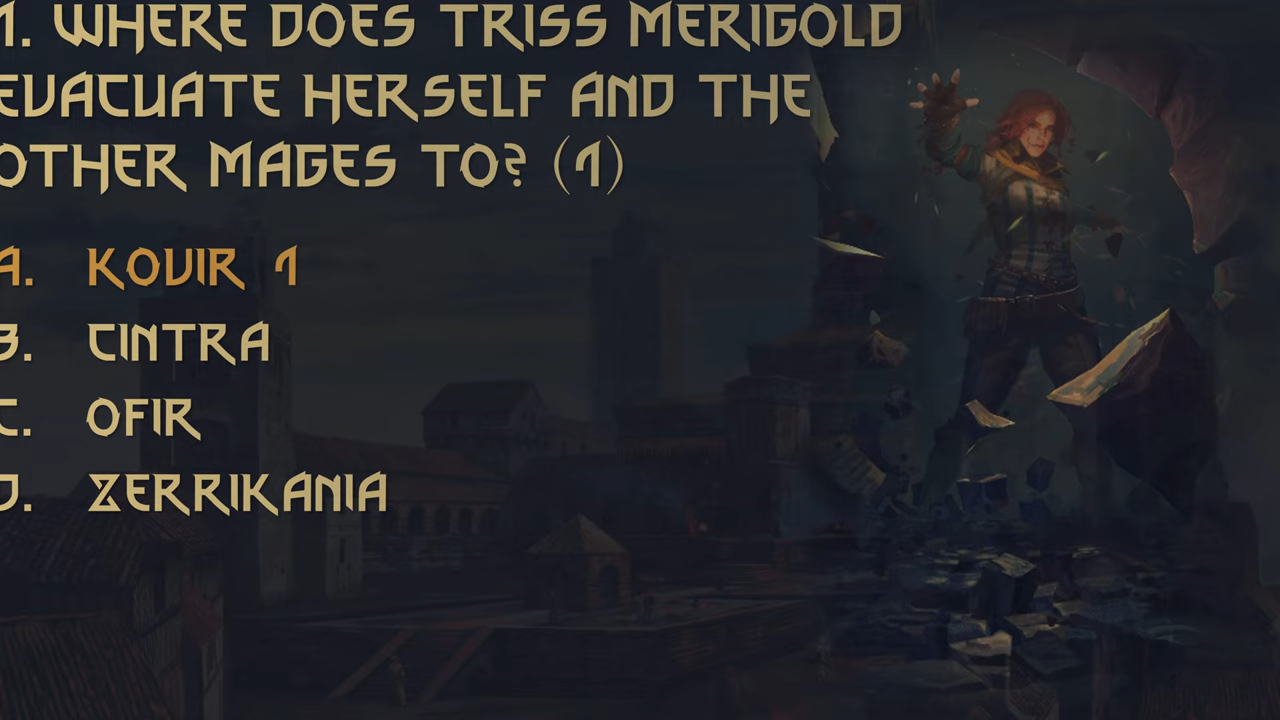 1. WHERE DOES TRISS MERIGOLD
EVACUATE HERSELF AND THE
OTHER MAGES TO? (1)
A. KOVIR 1
B. CINTRA
C. OFIR
D. ZERRIKANIA